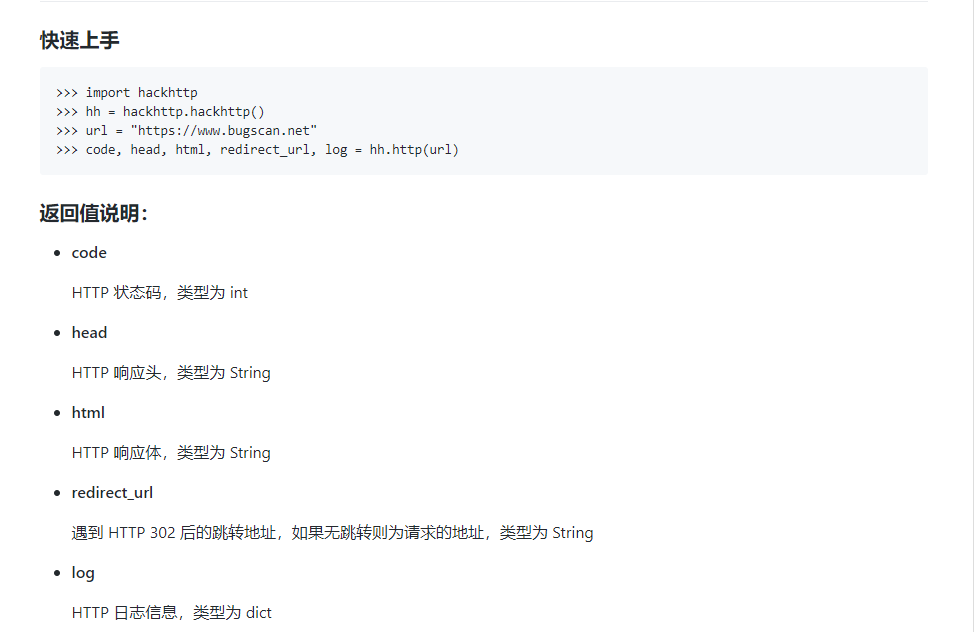 快速上手
>>> import hackhttp
>>> hh = hackhttp.hackhttp()
>>> url = "https://www.bugscan.net"
>>> code, head, html, redirect_url, log = hh.http(url)
返回值说明：
code
HTTP 状态码，类型为 int
head
HTTP 响应头，类型为 String
html
HTTP 响应体，类型为 String
redirect_url
遇到 HTTP 302 后的跳转地址，如果无跳转则为请求的地址，类型为 String
log
HTTP 日志信息，类型为 dict